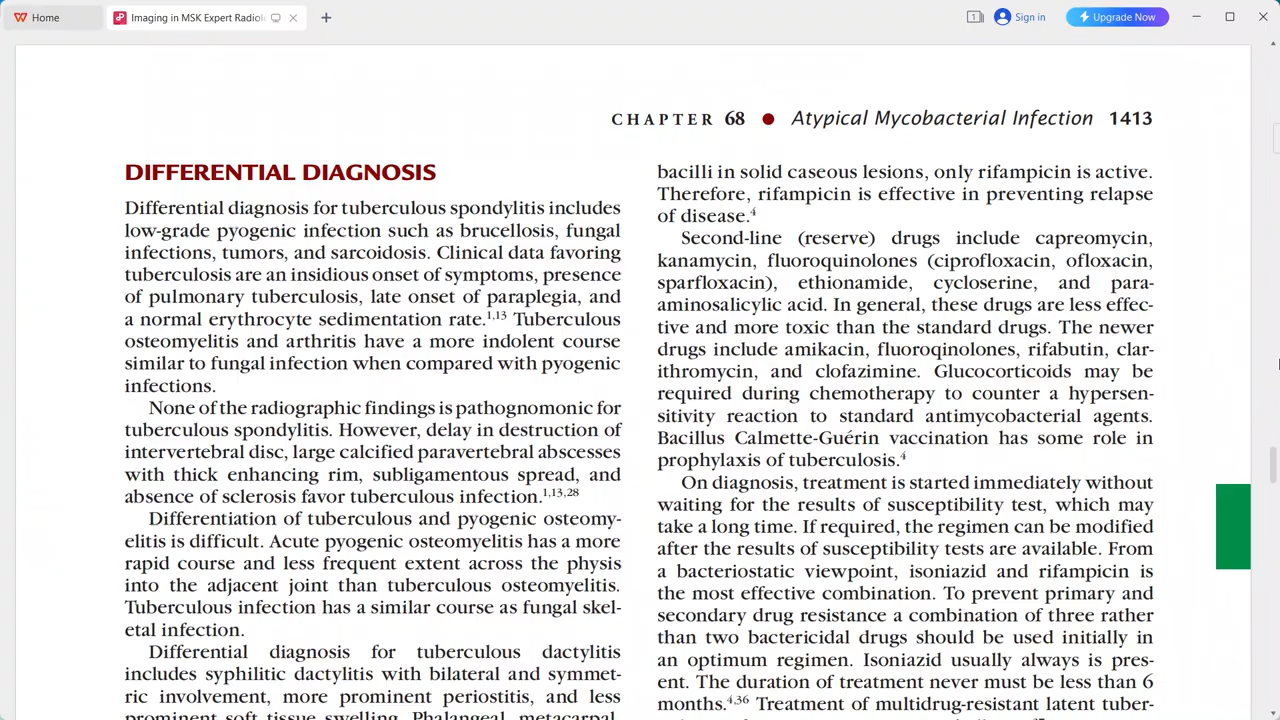 Home
Imaging in MSK Expert Radiolo
1
Sign in
Upgrade Now
CHAPTER 68 ● Atypical Mycobacterial Infection 1413
DIFFERENTIAL DIAGNOSIS
Differential diagnosis for tuberculous spondylitis includes
low-grade pyogenic infection such as brucellosis, fungal
infections, tumors, and sarcoidosis. Clinical data favoring
tuberculosis are an insidious onset of symptoms, presence
of pulmonary tuberculosis, late onset of paraplegia, and
a normal erythrocyte sedimentation rate.1,13 Tuberculous
osteomyelitis and arthritis have a more indolent course
similar to fungal infection when compared with pyogenic
infections.
None of the radiographic findings is pathognomonic for
tuberculous spondylitis. However, delay in destruction of
intervertebral disc, large calcified paravertebral abscesses
with thick enhancing rim, subligamentous spread, and
absence of sclerosis favor tuberculous infection.1,13,28
Differentiation of tuberculous and pyogenic osteomy-
elitis is difficult. Acute pyogenic osteomyelitis has a more
rapid course and less frequent extent across the physis
into the adjacent joint than tuberculous osteomyelitis.
Tuberculous infection has a similar course as fungal skel-
etal infection.
Differential diagnosis for tuberculous dactylitis
includes syphilitic dactylitis with bilateral and symmet-
ric involvement, more prominent periostitis, and less
prominent soft tissue swelling. Phalangeal, metacarpal,
bacilli in solid caseous lesions, only rifampicin is active.
Therefore, rifampicin is effective in preventing relapse
of disease.4
Second-line (reserve) drugs include capreomycin,
kanamycin, fluoroquinolones (ciprofloxacin, ofloxacin,
sparfloxacin), ethionamide, cycloserine, and para-
aminosalicylic acid. In general, these drugs are less effec-
tive and more toxic than the standard drugs. The newer
drugs include amikacin, fluoroqinolones, rifabutin, clar-
ithromycin, and clofazimine. Glucocorticoids may be
required during chemotherapy to counter a hypersen-
sitivity reaction to standard antimycobacterial agents.
Bacillus Calmette-Guérin vaccination has some role in
prophylaxis of tuberculosis.4
On diagnosis, treatment is started immediately without
waiting for the results of susceptibility test, which may
take a long time. If required, the regimen can be modified
after the results of susceptibility tests are available. From
a bacteriostatic viewpoint, isoniazid and rifampicin is
the most effective combination. To prevent primary and
secondary drug resistance a combination of three rather
than two bactericidal drugs should be used initially in
an optimum regimen. Isoniazid usually always is pres-
ent. The duration of treatment never must be less than 6
months.4,36 Treatment of multidrug-resistant latent tuber-